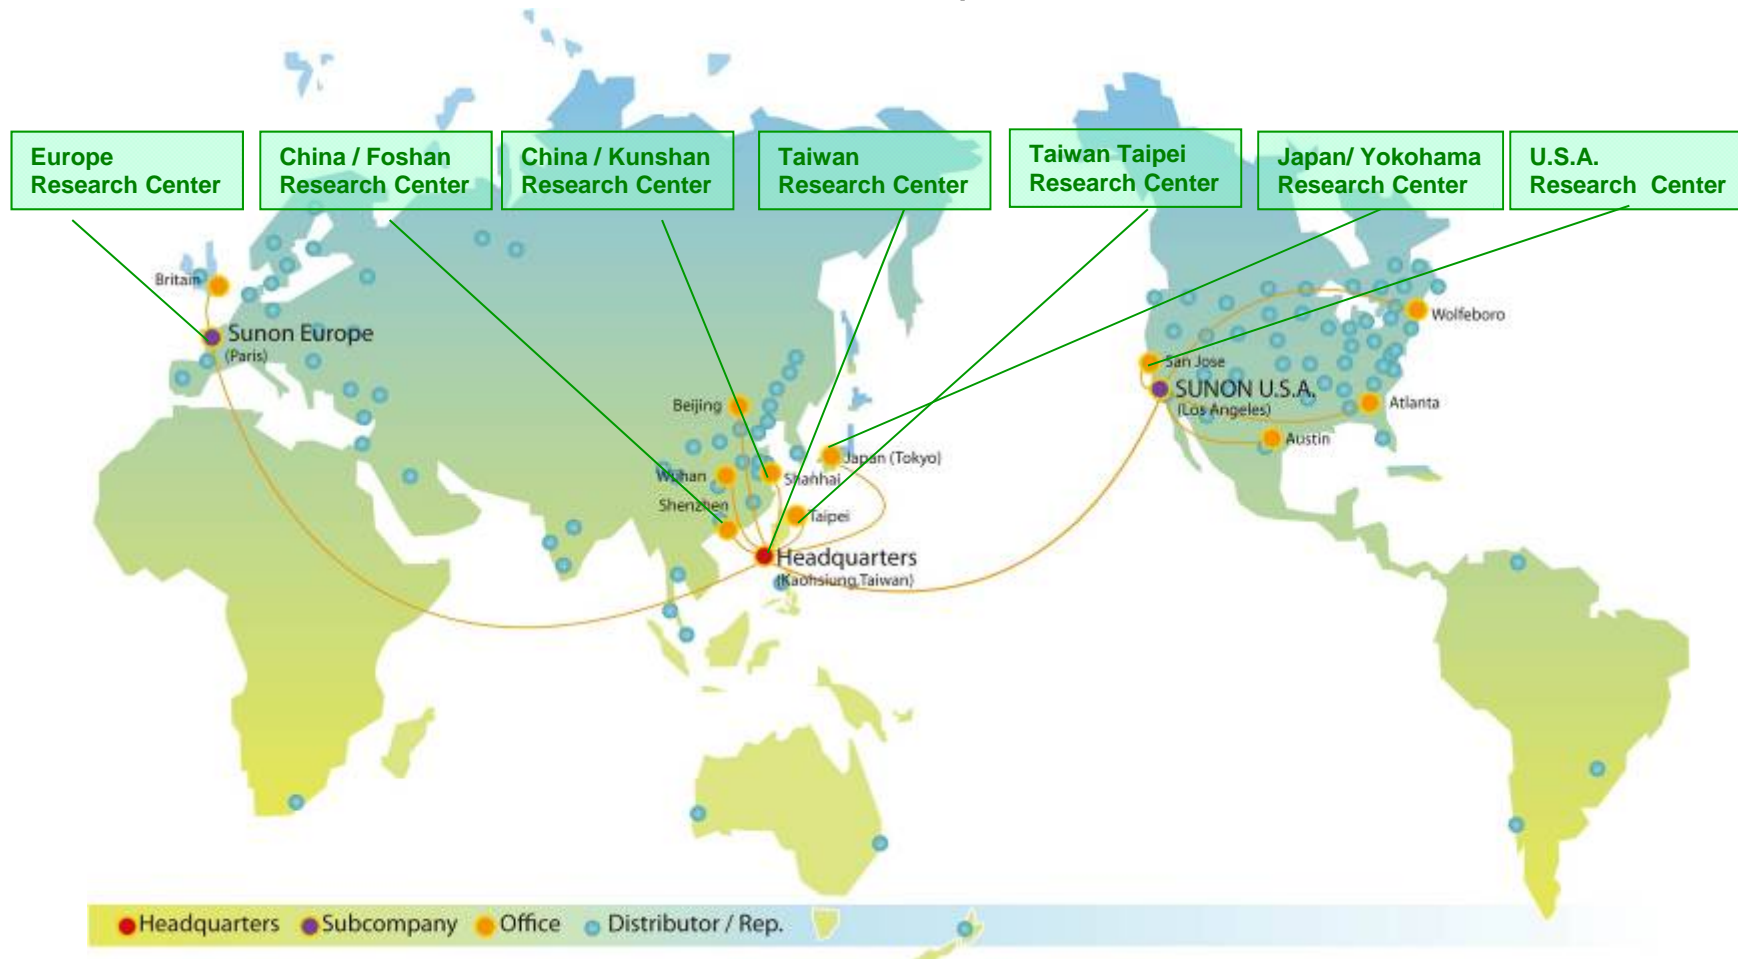 Europe
Research Center
China / Foshan
Research Center
China / Kunshan
Research Center
Taiwan
Research Center
Taiwan Taipei
Research Center
Japan/ Yokohama
Research Center
U.S.A.
Research  Center
Britain
Sunon Europe
(Paris)
Beijing
Wuhan
Shenzhen
Shahhai
Japan (Tokyo)
Taipei
Headquarters
(Kaohsiung,Taiwan)
Wolfeboro
San Jose
SUNON U.S.A.
(Los Angeles)
Atlanta
Austin
Headquarters Subcompany Office Distributor / Rep.